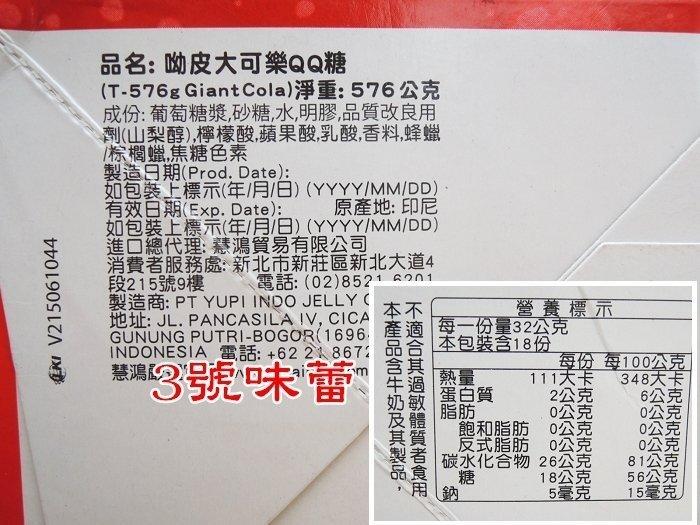 品名: 呦皮大可樂QQ糖
(T-576g GiantCola)淨重: 576公克
成份: 葡萄糖漿,砂糖,水,明膠,品質改良用
劑(山梨醇),檸檬酸,蘋果酸,乳酸,香料,蜂蠟
/棕櫚蠟,焦糖色素
製造日期(Prod. Date):
如包裝上標示(年/月/日) (YYYY/MM/DD)
有效日期(Exp. Date): 原產地: 印尼
如包裝上標示(年/月/日) (YYYY/MM/DD)
進口總代理: 慧鴻貿易有限公司
消費者服務處: 新北市新莊區新北大道4
段215號9樓 電話: (02)8521 6201
製造商: PT YUPI INDO JELLY
地址: JL. PANCASILA IV, CICA
GUNUNG PUTRI-BOGOR(1696
INDONESIA 電話: +62 21 8672
慧鴻
V215061044
3號味蕾
不適合其過敏體質者食用
本產品含牛奶及其製品,
營養標示
每一份量32公克
本包裝含18份
每份 每100公克
熱量 111大卡 348大卡
蛋白質 2公克 6公克
脂肪 0公克 0公克
飽和脂肪 0公克 0公克
反式脂肪 0公克 0公克
碳水化合物 26公克 81公克
糖 18公克 56公克
鈉 5毫克 15毫克